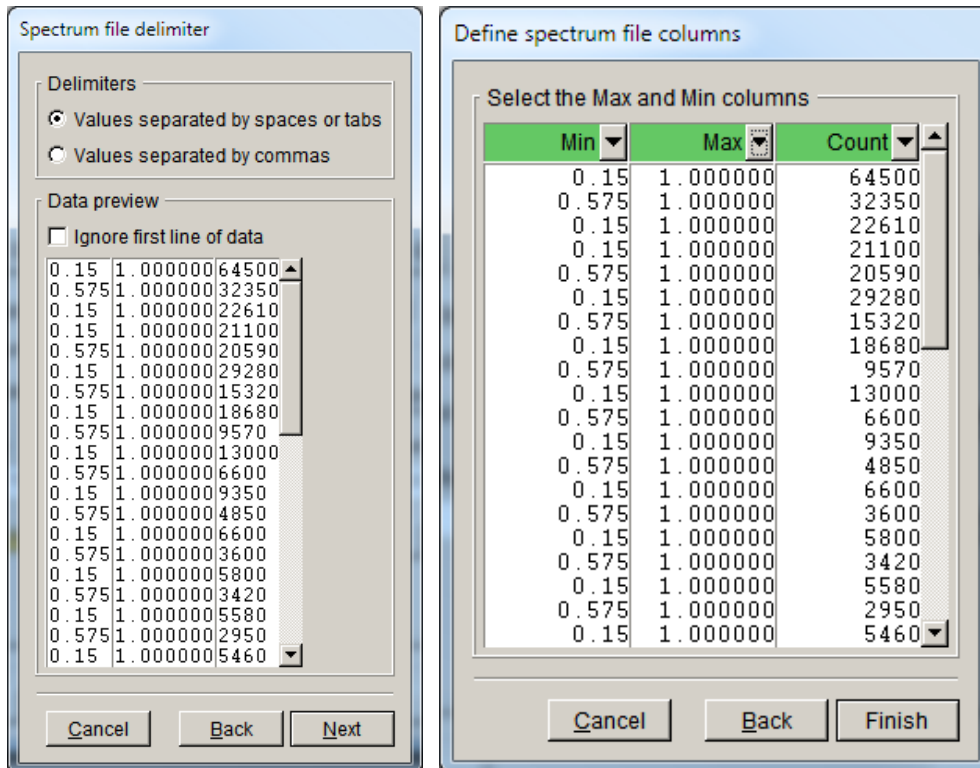 Spectrum file delimiter
Delimiters
Values separated by spaces or tabs
Values separated by commas
Data preview
Ignore first line of data
0.15 1.000000 64500
0.575 1.000000 32350
0.15 1.000000 22610
0.15 1.000000 21100
0.575 1.000000 20590
0.15 1.000000 29280
0.575 1.000000 15320
0.15 1.000000 18680
0.575 1.000000 9570
0.15 1.000000 13000
0.575 1.000000 6600
0.15 1.000000 9350
0.575 1.000000 4850
0.15 1.000000 6600
0.575 1.000000 3600
0.15 1.000000 5800
0.575 1.000000 3420
0.15 1.000000 5580
0.575 1.000000 2950
0.15 1.000000 5460
Cancel Back Next
Define spectrum file columns
Select the Max and Min columns
Min Max Count
0.15 1.000000 64500
0.575 1.000000 32350
0.15 1.000000 22610
0.15 1.000000 21100
0.575 1.000000 20590
0.15 1.000000 29280
0.575 1.000000 15320
0.15 1.000000 18680
0.575 1.000000 9570
0.15 1.000000 13000
0.575 1.000000 6600
0.15 1.000000 9350
0.575 1.000000 4850
0.15 1.000000 6600
0.575 1.000000 3600
0.15 1.000000 5800
0.575 1.000000 3420
0.15 1.000000 5580
0.575 1.000000 2950
0.15 1.000000 5460
Cancel Back Finish